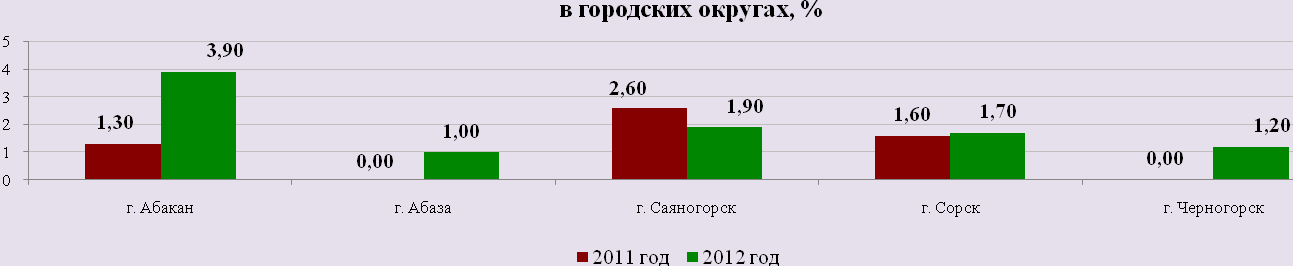 в городских округах, %
5
4
3
2
1
0
1,30
3,90
0,00
1,00
2,60
1,90
1,60
1,70
0,00
1,20
г. Абакан
г. Абаза
г. Саяногорск
г. Сорск
г. Черногорск
2011 год
2012 год